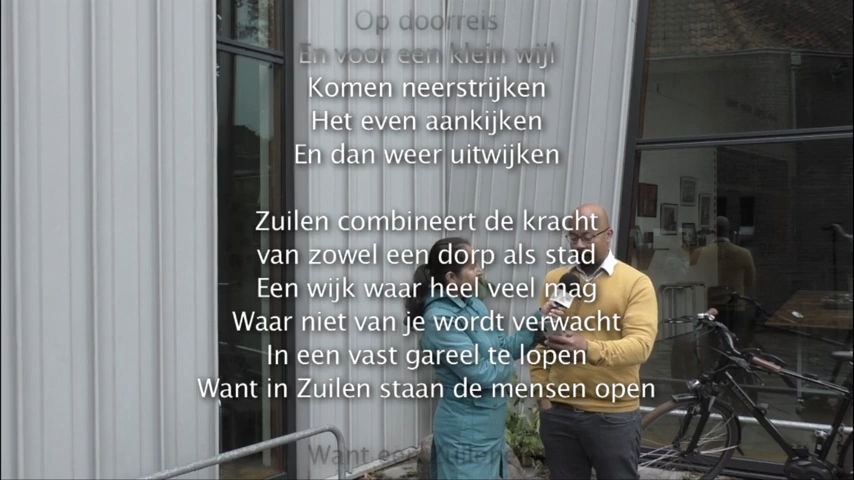 Op doorreis
En voor een klein wijl
Komen neerstrijken
Het even aankijken
En dan weer uitwijken
Zuilen combineert de kracht
van zowel een dorp als stad
Een wijk waar heel veel mag
Waar niet van je wordt verwacht
In een vast gareel te lopen
Want in Zuilen staan de mensen open
Want een